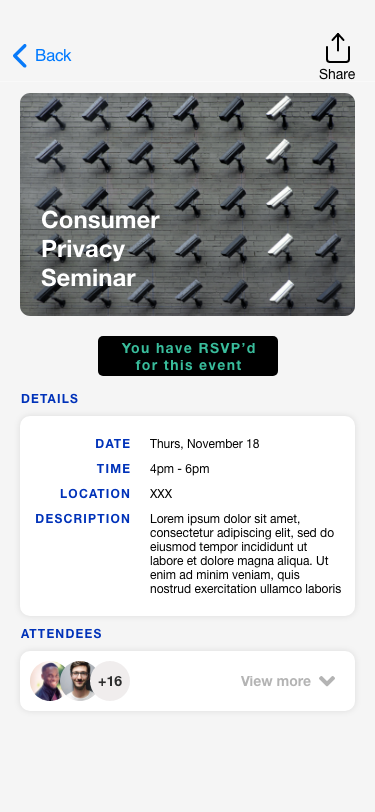 Back
Share
Consumer
Privacy
Seminar
You have RSVP'd
for this event
DETAILS
DATE Thurs, November 18
TIME 4pm - 6pm
LOCATION XXX
DESCRIPTION Lorem ipsum dolor sit amet,
consectetur adipiscing elit, sed do
eiusmod tempor incididunt ut
labore et dolore magna aliqua. Ut
enim ad minim veniam, quis
nostrud exercitation ullamco laboris
ATTENDEES
+16 View more